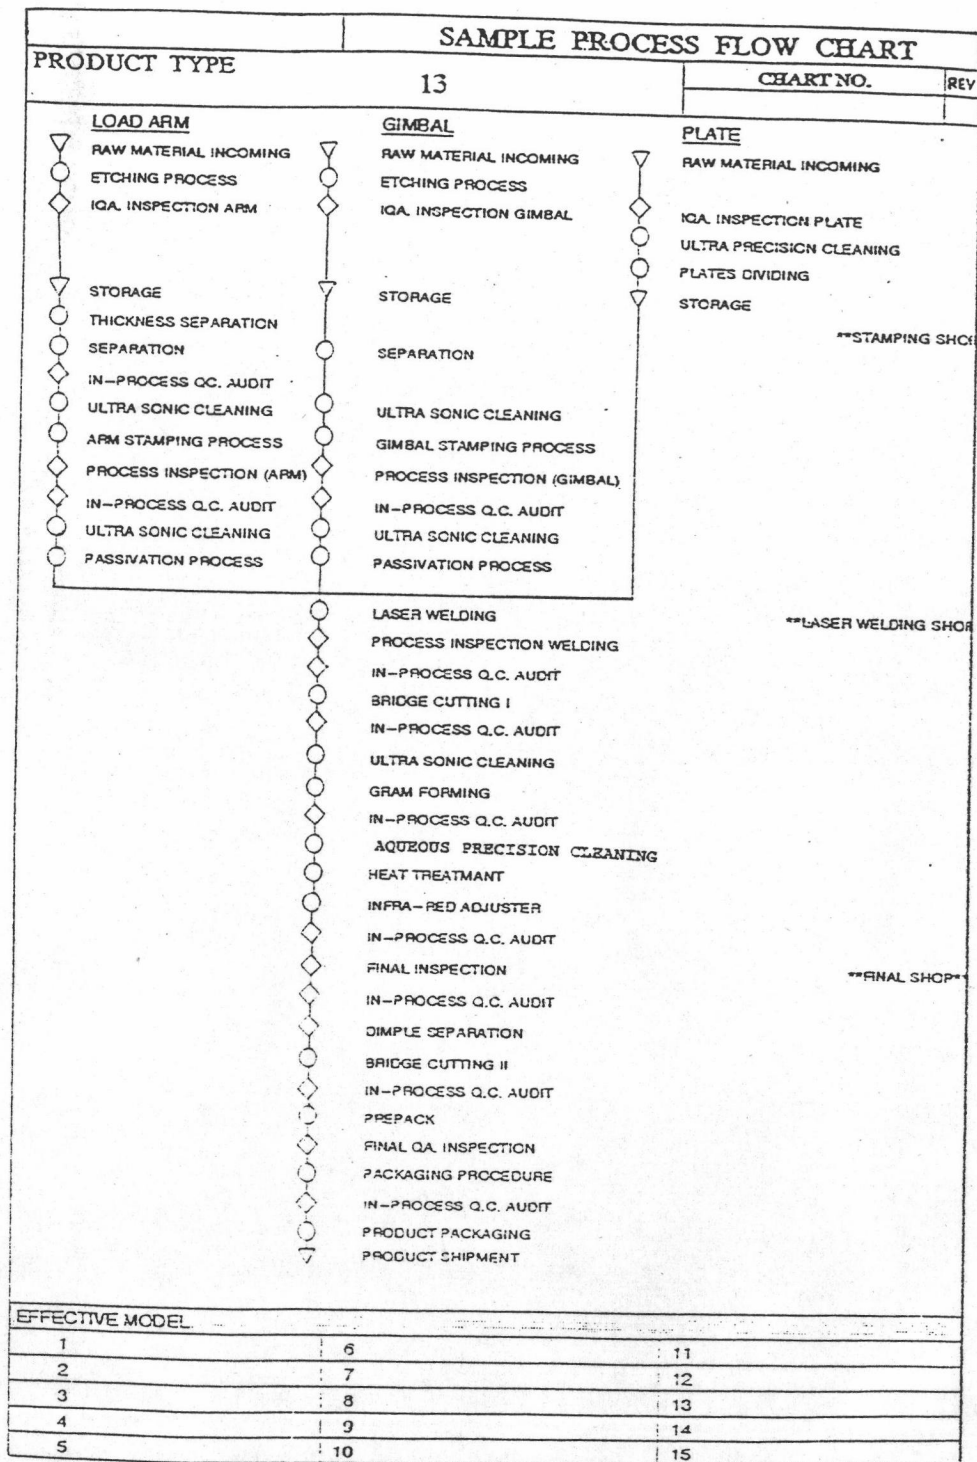 SAMPLE PROCESS FLOW CHART
PRODUCT TYPE
13
CHART NO.
REV
LOAD ARM
RAW MATERIAL INCOMING
ETCHING PROCESS
IQA. INSPECTION ARM
STORAGE
THICKNESS SEPARATION
SEPARATION
IN-PROCESS QC. AUDIT
ULTRA SONIC CLEANING
ARM STAMPING PROCESS
PROCESS INSPECTION (ARM)
IN-PROCESS Q.C. AUDIT
ULTRA SONIC CLEANING
PASSIVATION PROCESS
GIMBAL
RAW MATERIAL INCOMING
ETCHING PROCESS
IQA. INSPECTION GIMBAL
STORAGE
SEPARATION
ULTRA SONIC CLEANING
GIMBAL STAMPING PROCESS
PROCESS INSPECTION (GIMBAL)
IN-PROCESS Q.C. AUDIT
ULTRA SONIC CLEANING
PASSIVATION PROCESS
PLATE
RAW MATERIAL INCOMING
IQA. INSPECTION PLATE
ULTRA PRECISION CLEANING
PLATES DIVIDING
STORAGE
**STAMPING SHOP
LASER WELDING
**LASER WELDING SHOP
PROCESS INSPECTION WELDING
IN-PROCESS Q.C. AUDIT
BRIDGE CUTTING I
IN-PROCESS Q.C. AUDIT
ULTRA SONIC CLEANING
GRAM FORMING
IN-PROCESS Q.C. AUDIT
AQUEOUS PRECISION CLEANING
HEAT TREATMANT
INFRA-RED ADJUSTER
IN-PROCESS Q.C. AUDIT
FINAL INSPECTION
**FINAL SHOP**
IN-PROCESS Q.C. AUDIT
DIMPLE SEPARATION
BRIDGE CUTTING II
IN-PROCESS Q.C. AUDIT
PREPACK
FINAL QA. INSPECTION
PACKAGING PROCEDURE
IN-PROCESS Q.C. AUDIT
PRODUCT PACKAGING
PRODUCT SHIPMENT
EFFECTIVE MODEL
1 6 11
2 7 12
3 8 13
4 9 14
5 10 15